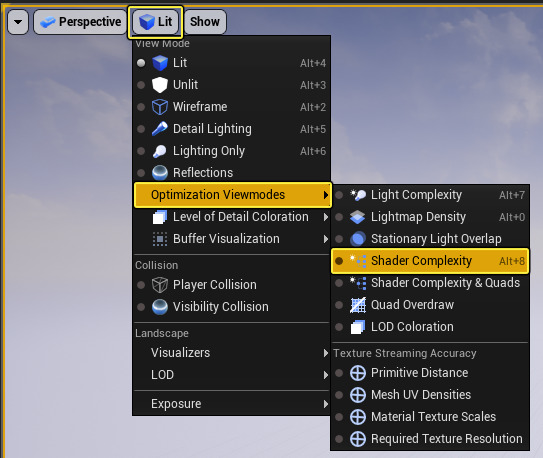 Perspective Lit Show
View Mode
Lit Alt+4
Unlit Alt+3
Wireframe Alt+2
Detail Lighting Alt+5
Lighting Only Alt+6
Reflections
Optimization Viewmodes
Level of Detail Coloration
Buffer Visualization
Collision
Player Collision
Visibility Collision
Landscape
Visualizers
LOD
Exposure
Light Complexity Alt+7
Lightmap Density Alt+0
Stationary Light Overlap
Shader Complexity Alt+8
Shader Complexity & Quads
Quad Overdraw
LOD Coloration
Texture Streaming Accuracy
Primitive Distance
Mesh UV Densities
Material Texture Scales
Required Texture Resolution